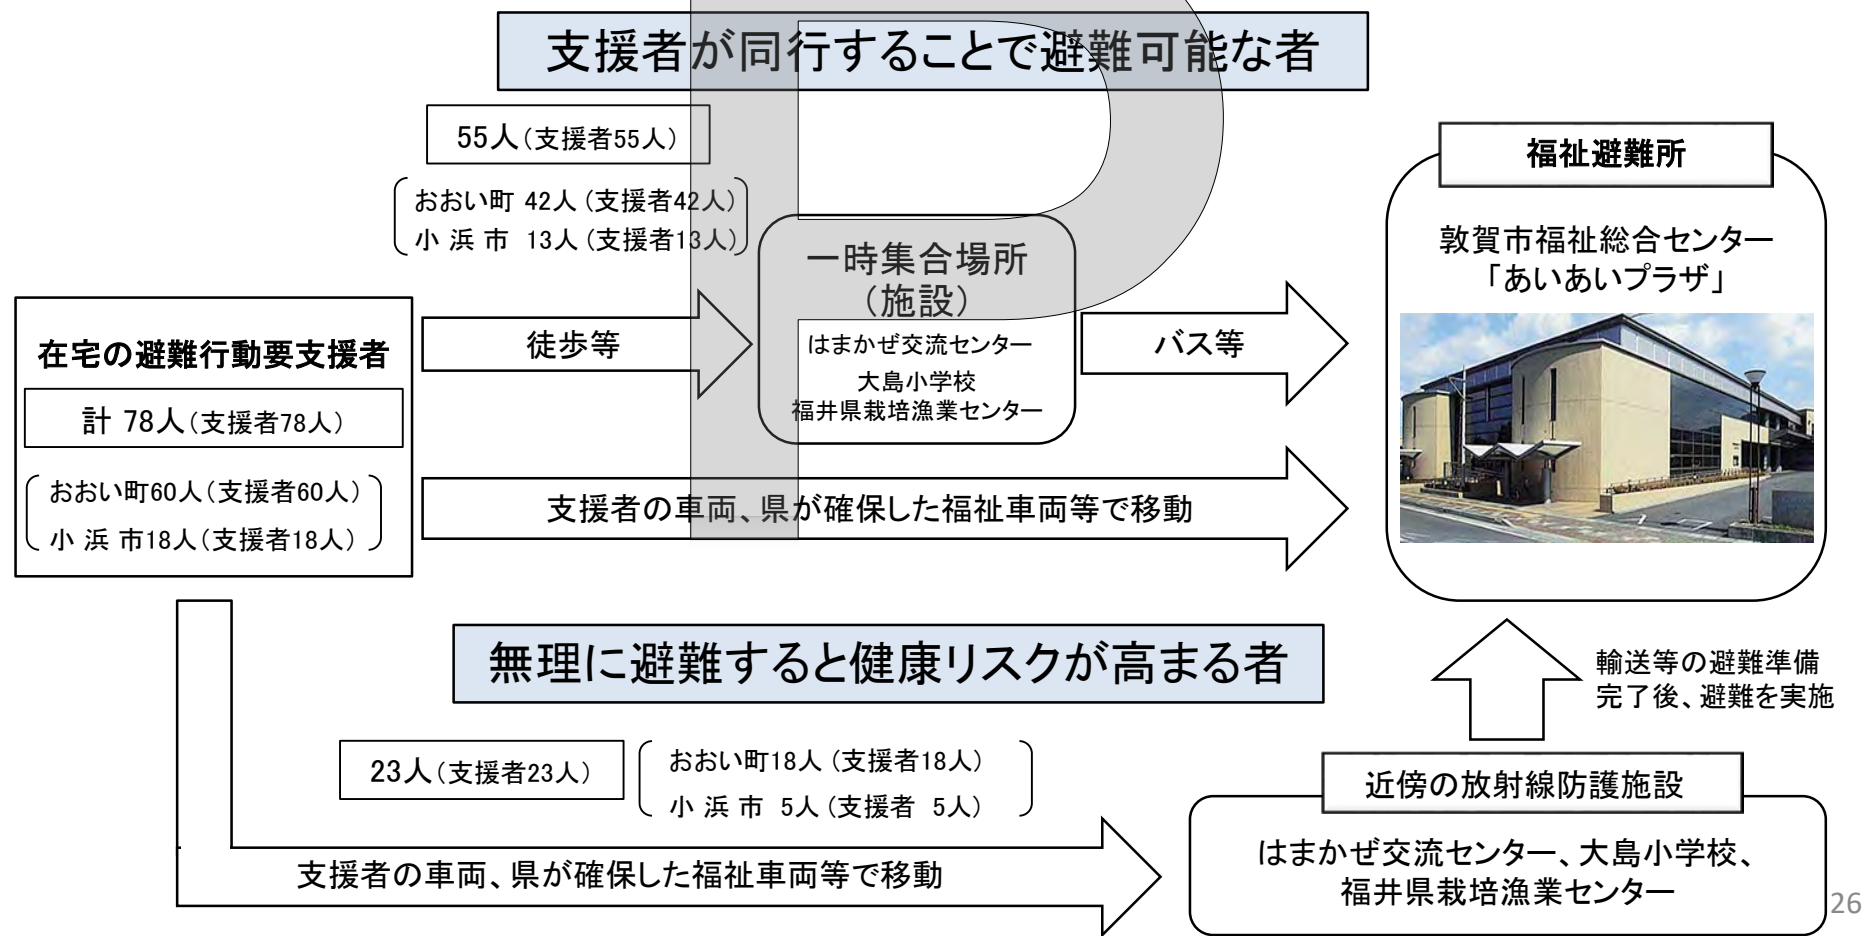 支援者が同行することで避難可能な者
55人（支援者55人）
おおい町 42人（支援者42人）
小 浜 市 13人（支援者13人）
在宅の避難行動要支援者
計 78人（支援者78人）
おおい町60人（支援者60人）
小 浜 市18人（支援者18人）
徒歩等
一時集合場所
（施設）
はまかぜ交流センター
大島小学校
福井県栽培漁業センター
バス等
支援者の車両、県が確保した福祉車両等で移動
福祉避難所
敦賀市福祉総合センター
「あいあいプラザ」
無理に避難すると健康リスクが高まる者
23人（支援者23人）
おおい町18人（支援者18人）
小 浜 市 5人（支援者 5人）
支援者の車両、県が確保した福祉車両等で移動
輸送等の避難準備
完了後、避難を実施
近傍の放射線防護施設
はまかぜ交流センター、大島小学校、
福井県栽培漁業センター
26
P